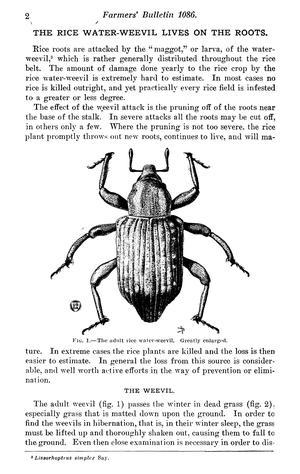 2 Farmers' Bulletin 1086.
THE RICE WATER-WEEVIL LIVES ON THE ROOTS.
Rice roots are attacked by the "maggot," or larva, of the water-
weevil,² which is rather generally distributed throughout the rice
belt. The amount of damage done yearly to the rice crop by the
rice water-weevil is extremely hard to estimate. In most cases no
rice is killed outright, and yet practically every rice field is infested
to a greater or less degree.
The effect of the weevil attack is the pruning off of the roots near
the base of the stalk. In severe attacks all the roots may be cut off,
in others only a few. Where the pruning is not too severe, the rice
plant promptly throws out new roots, continues to live, and will ma-
FIG. 1.—The adult rice water-weevil. Greatly enlarged.
ture. In extreme cases the rice plants are killed and the loss is then
easier to estimate. In general the loss from this source is consider-
able, and well worth active efforts in the way of prevention or elimi-
nation.
THE WEEVIL.
The adult weevil (fig. 1) passes the winter in dead grass (fig. 2),
especially grass that is matted down upon the ground. In order to
find the weevils in hibernation, that is, in their winter sleep, the grass
must be lifted up and thoroughly shaken out, causing them to fall to
the ground. Even then close examination is necessary in order to dis-
² Lissorhoptrus simplex Say.